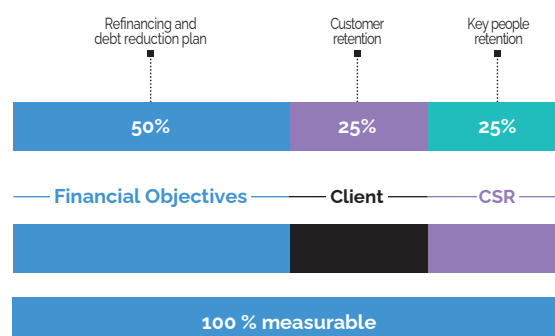 Refinancing and
debt reduction plan
Customer
retention
Key people
retention
50%
25%
25%
Financial Objectives
Client
CSR
100 % measurable